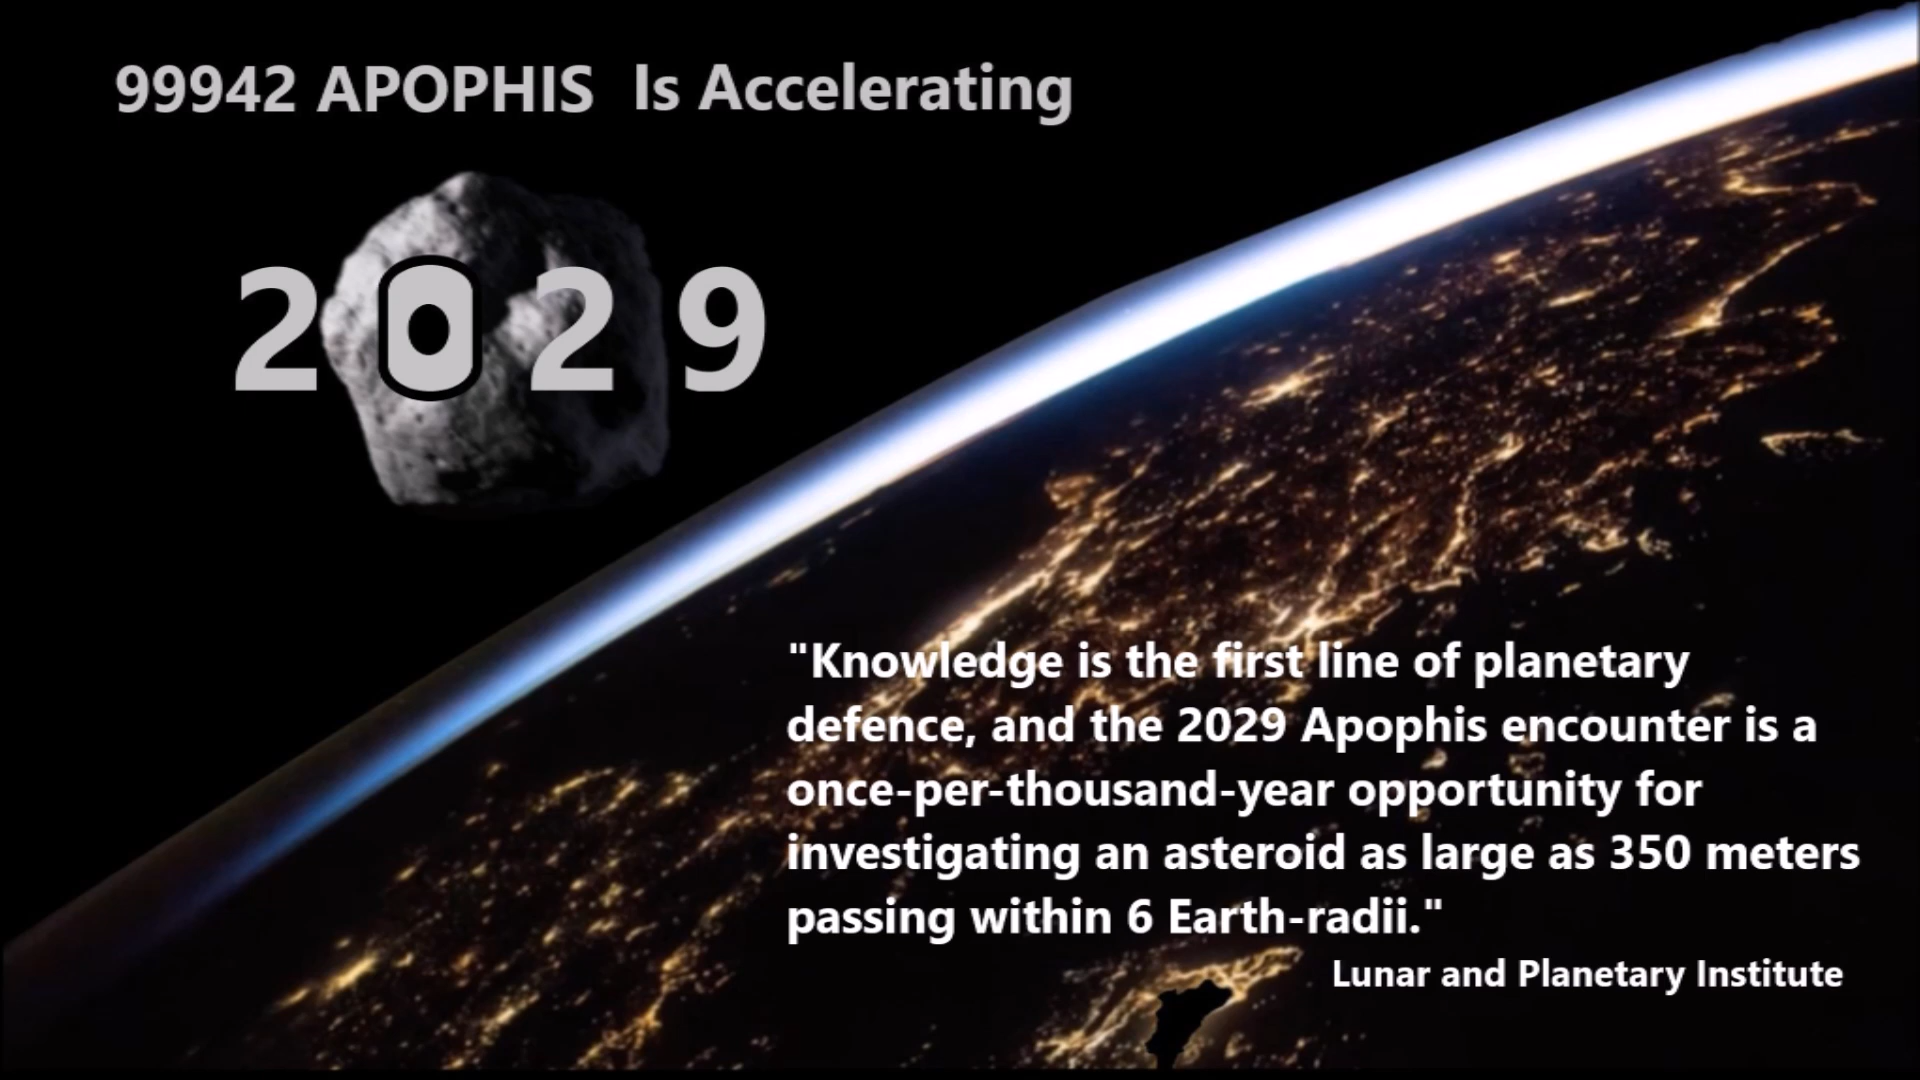 99942 APOPHIS Is Accelerating
2029
"Knowledge is the first line of planetary
defence, and the 2029 Apophis encounter is a
once-per-thousand-year opportunity for
investigating an asteroid as large as 350 meters
passing within 6 Earth-radii."
Lunar and Planetary Institute